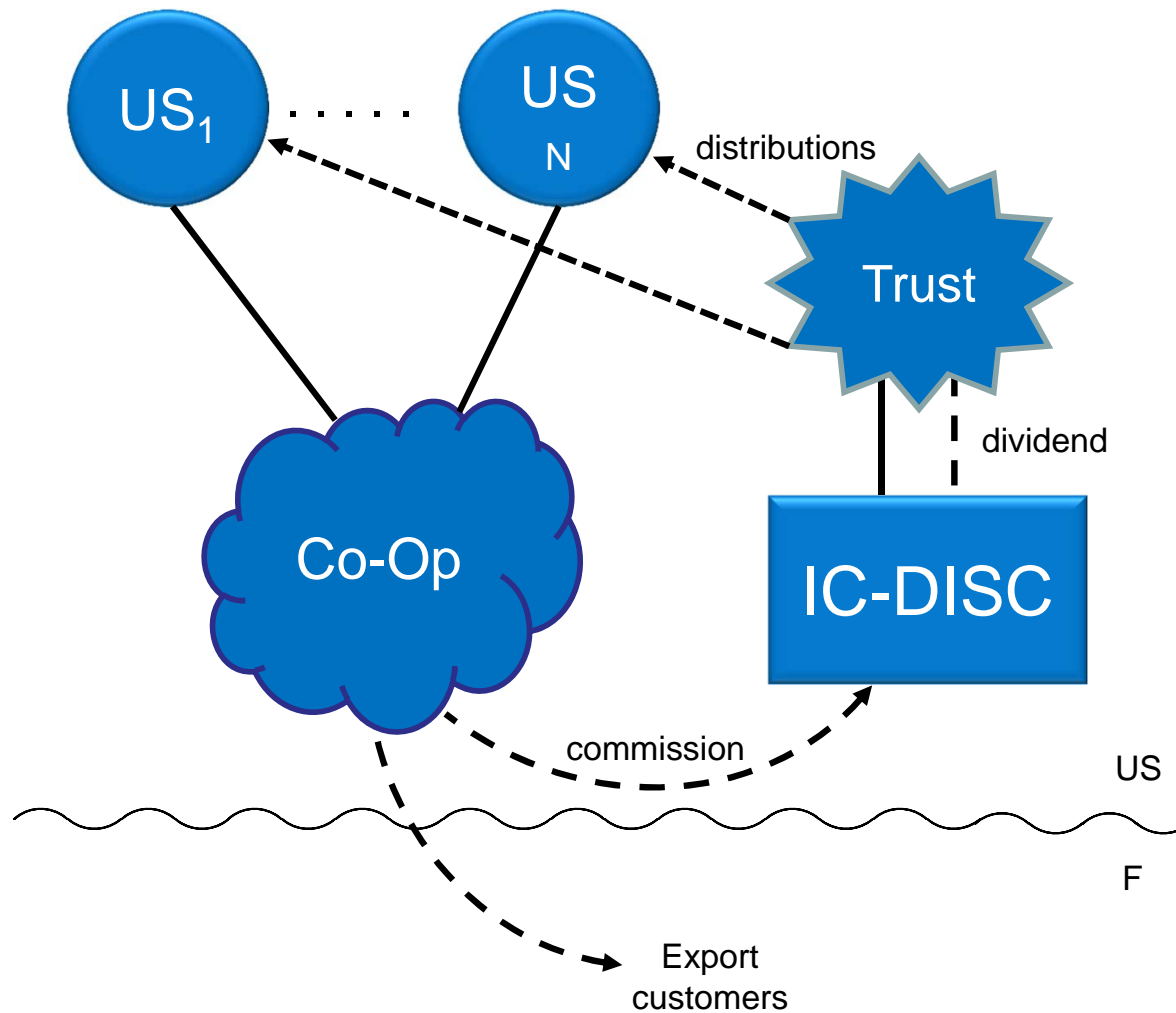 US₁
. . . . .
US
N
distributions
Trust
dividend
Co-Op
IC-DISC
commission
US
F
Export
customers